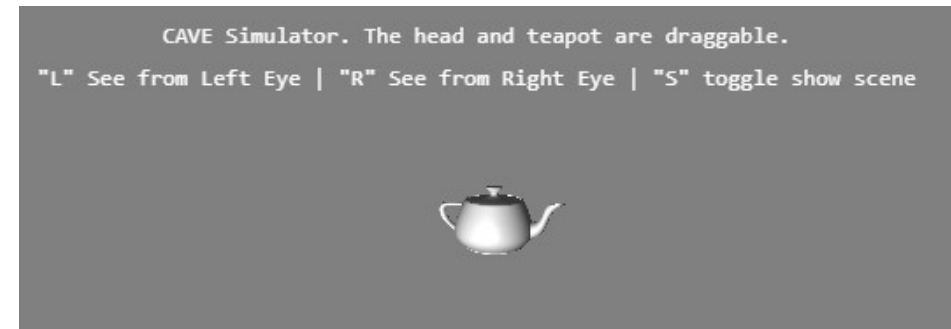 CAVE Simulator. The head and teapot are draggable.
"L" See from Left Eye | "R" See from Right Eye | "S" toggle show scene